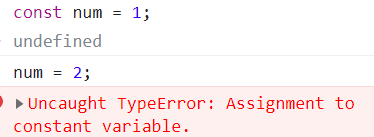 const num = 1;
undefined
num = 2;
Uncaught TypeError: Assignment to
constant variable.